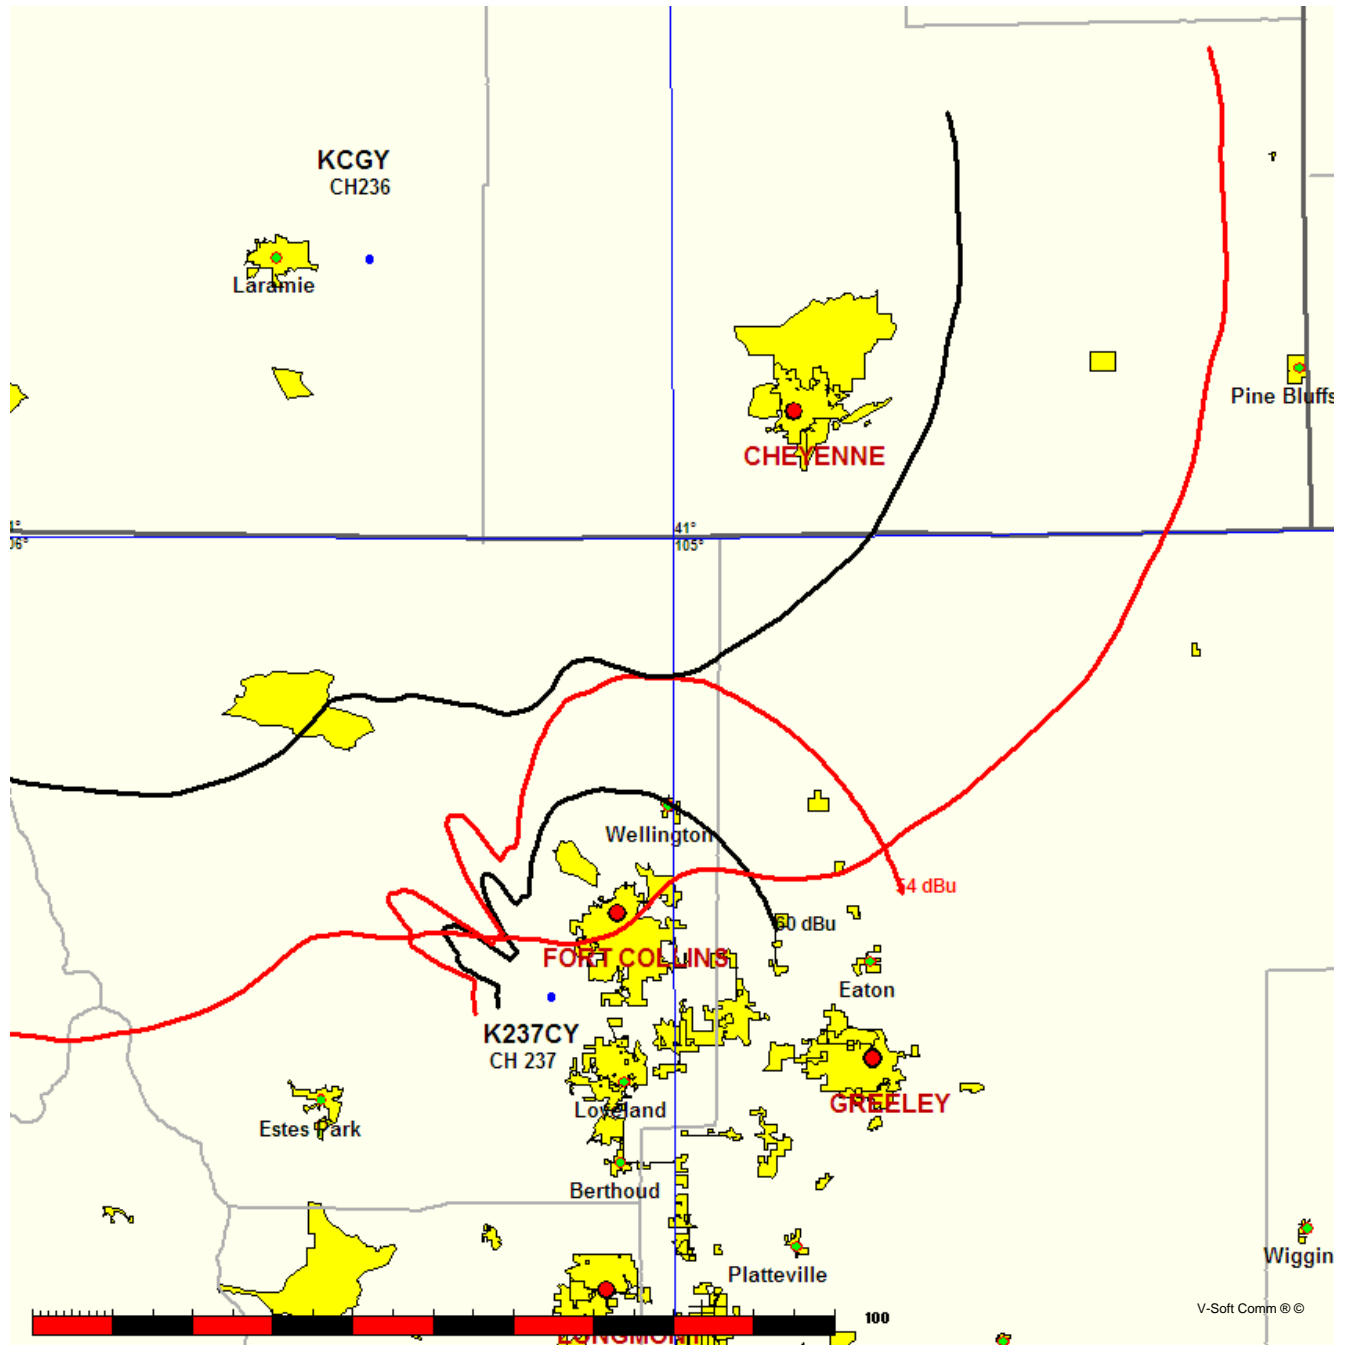 KCGY
CH236
Laramie
Pine Bluffs
CHEYENNE
41°
105°
Wellington
54 dBu
60 dBu
FORT COLLINS
Eaton
K237CY
CH 237
Loveland
GREELEY
Estes Park
Berthoud
Wiggin
Platteville
V-Soft Comm ® ©
100
LONGMONT